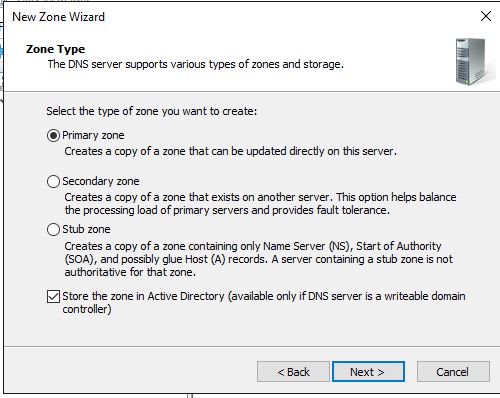 New Zone Wizard
Zone Type
The DNS server supports various types of zones and storage.
Select the type of zone you want to create:
Primary zone
Creates a copy of a zone that can be updated directly on this server.
Secondary zone
Creates a copy of a zone that exists on another server. This option helps balance
the processing load of primary servers and provides fault tolerance.
Stub zone
Creates a copy of a zone containing only Name Server (NS), Start of Authority
(SOA), and possibly glue Host (A) records. A server containing a stub zone is not
authoritative for that zone.
Store the zone in Active Directory (available only if DNS server is a writeable domain
controller)
< Back
Next >
Cancel